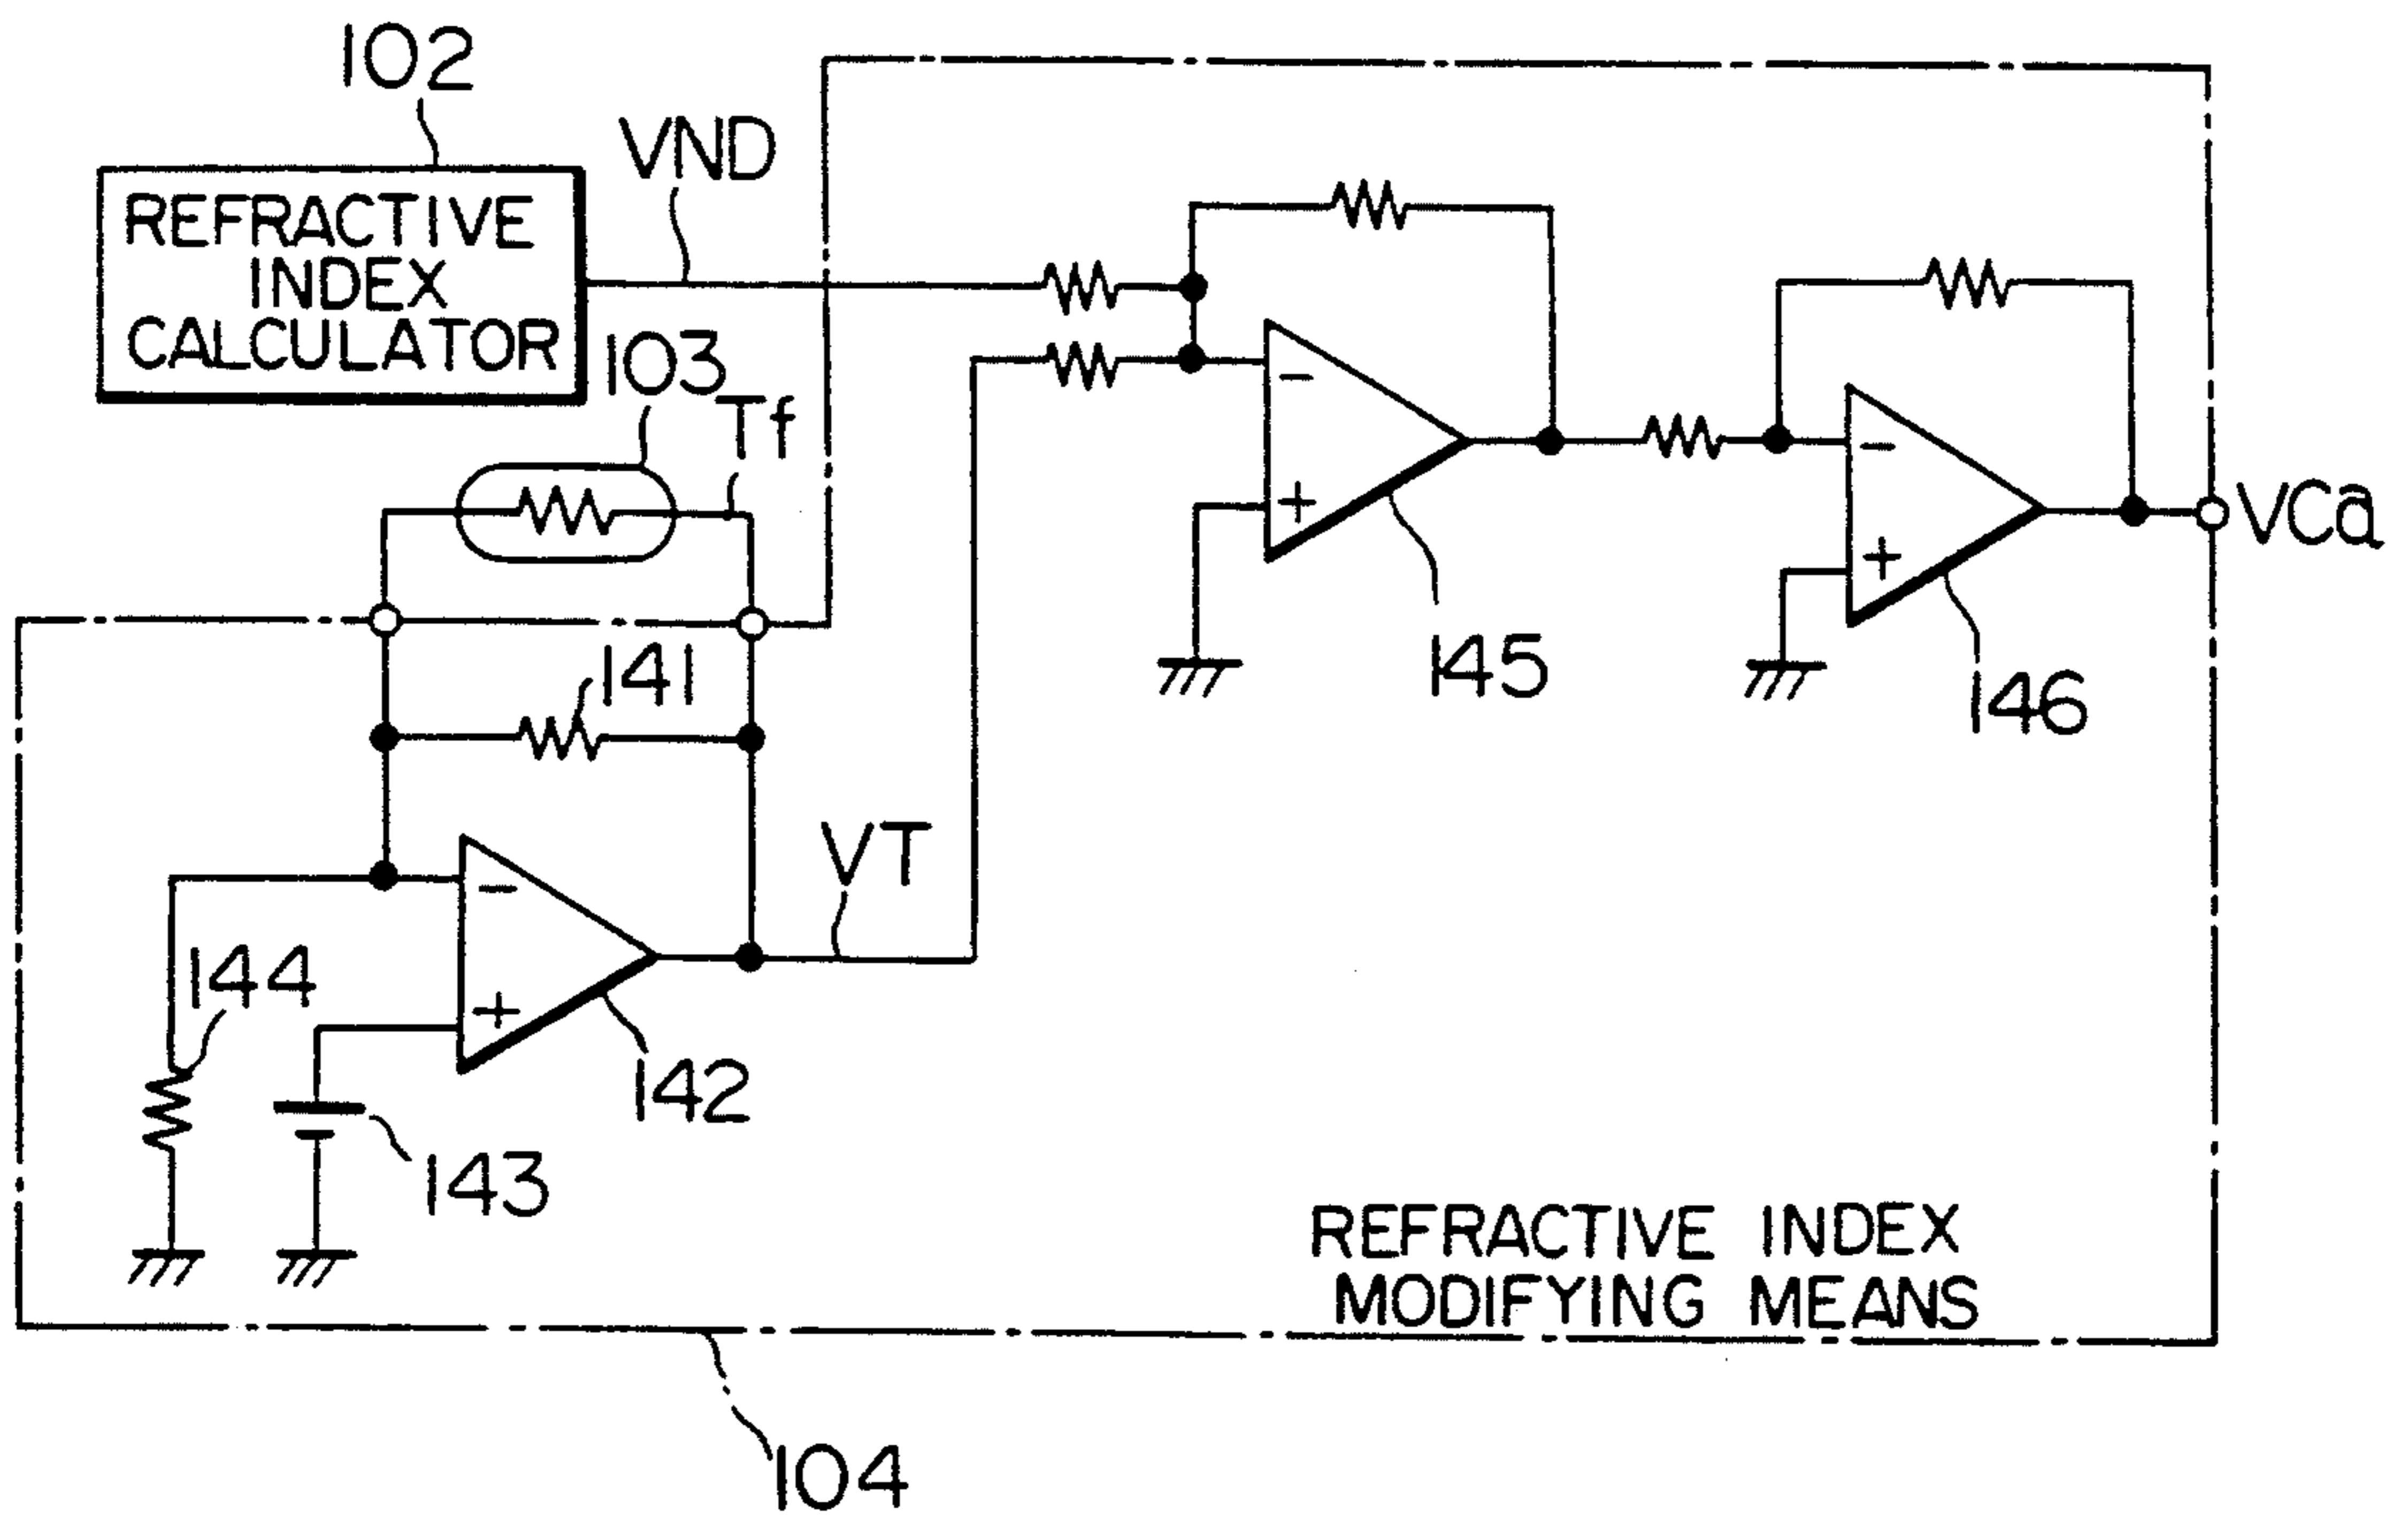 102
VND
REFRACTIVE
INDEX
CALCULATOR
103
Tf
-
+
145
-
+
146
VCa
141
VT
-
+
142
144
143
REFRACTIVE INDEX
MODIFYING MEANS
104